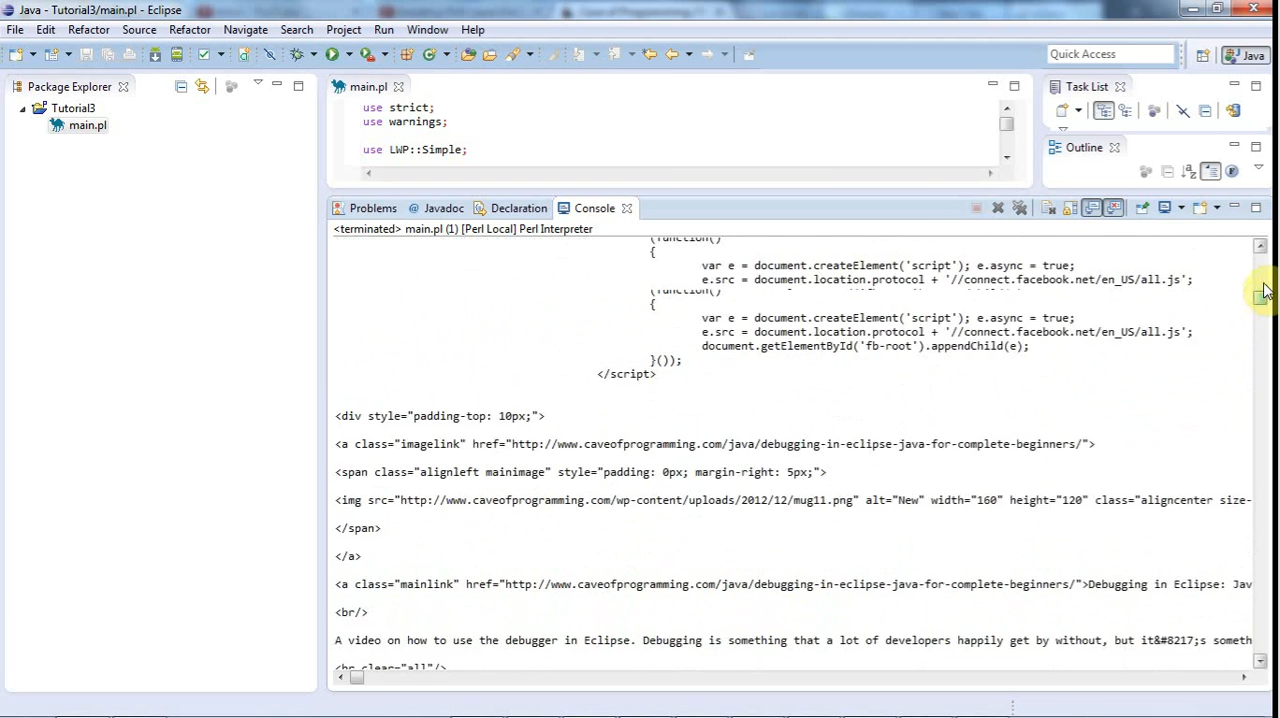 Java - Tutorial3/main.pl - Eclipse
File Edit Refactor Source Refactor Navigate Search Project Run Window Help
Quick Access
Java
Package Explorer
Tutorial3
main.pl
main.pl
use strict;
use warnings;
use LWP::Simple;
Task List
Outline
Problems Javadoc Declaration Console
<terminated> main.pl (1) [Perl Local] Perl Interpreter
(function()
{
var e = document.createElement('script'); e.async = true;
e.src = document.location.protocol + '//connect.facebook.net/en_US/all.js';
(function()
{
var e = document.createElement('script'); e.async = true;
e.src = document.location.protocol + '//connect.facebook.net/en_US/all.js';
document.getElementById('fb-root').appendChild(e);
}());
</script>
<div style="padding-top: 10px;">
<a class="imagelink" href="http://www.caveofprogramming.com/java/debugging-in-eclipse-java-for-complete-beginners/">
<span class="alignleft mainimage" style="padding: 0px; margin-right: 5px;">
<img src="http://www.caveofprogramming.com/wp-content/uploads/2012/12/mug11.png" alt="New" width="160" height="120" class="aligncenter size-
</span>
</a>
<a class="mainlink" href="http://www.caveofprogramming.com/java/debugging-in-eclipse-java-for-complete-beginners/">Debugging in Eclipse: Jav
<br/>
A video on how to use the debugger in Eclipse. Debugging is something that a lot of developers happily get by without, but it&#8217;s someth
<br clear="all"/>